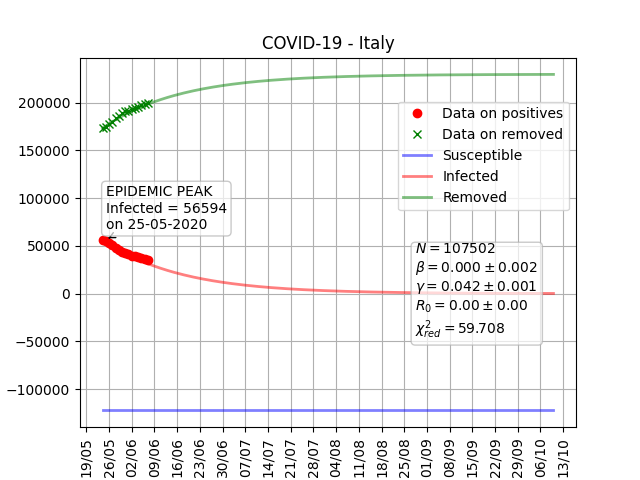 COVID-19 - Italy
200000
150000
100000
50000
0
−50000
−100000
Data on positives
Data on removed
Susceptible
Infected
Removed
EPIDEMIC PEAK
Infected = 56594
on 25-05-2020
N = 107502
β = 0.000 ± 0.002
γ = 0.042 ± 0.001
R₀ = 0.00 ± 0.00
χ²red = 59.708
19/05
26/05
02/06
09/06
16/06
23/06
30/06
07/07
14/07
21/07
28/07
04/08
11/08
18/08
25/08
01/09
08/09
15/09
22/09
29/09
06/10
13/10